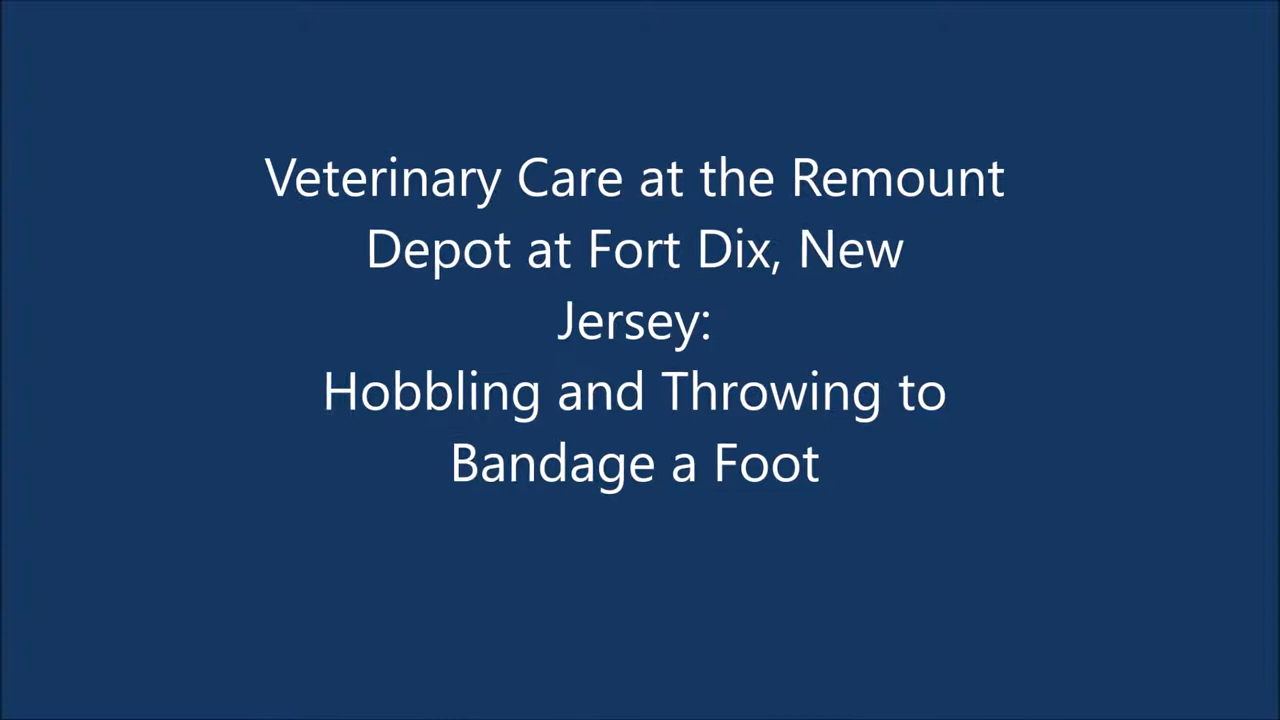 Veterinary Care at the Remount
Depot at Fort Dix, New
Jersey:
Hobbling and Throwing to
Bandage a Foot